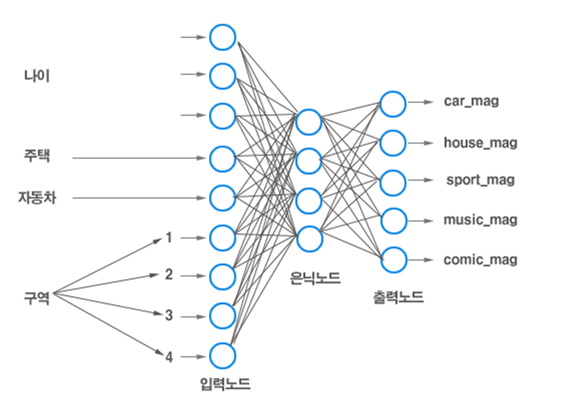 나이
주택
자동차
구역
1
2
3
4
입력노드
은닉노드
출력노드
car_mag
house_mag
sport_mag
music_mag
comic_mag